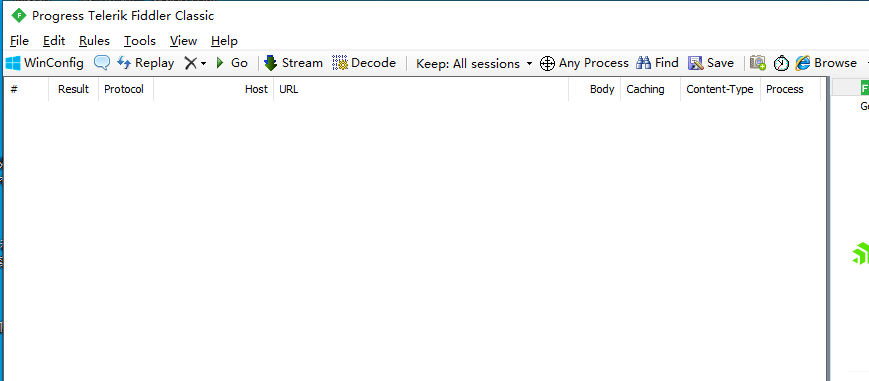 Progress Telerik Fiddler Classic
File Edit Rules Tools View Help
WinConfig Replay Go Stream Decode Keep: All sessions Any Process Find Save Browse
# Result Protocol Host URL Body Caching Content-Type Process
F
Ge